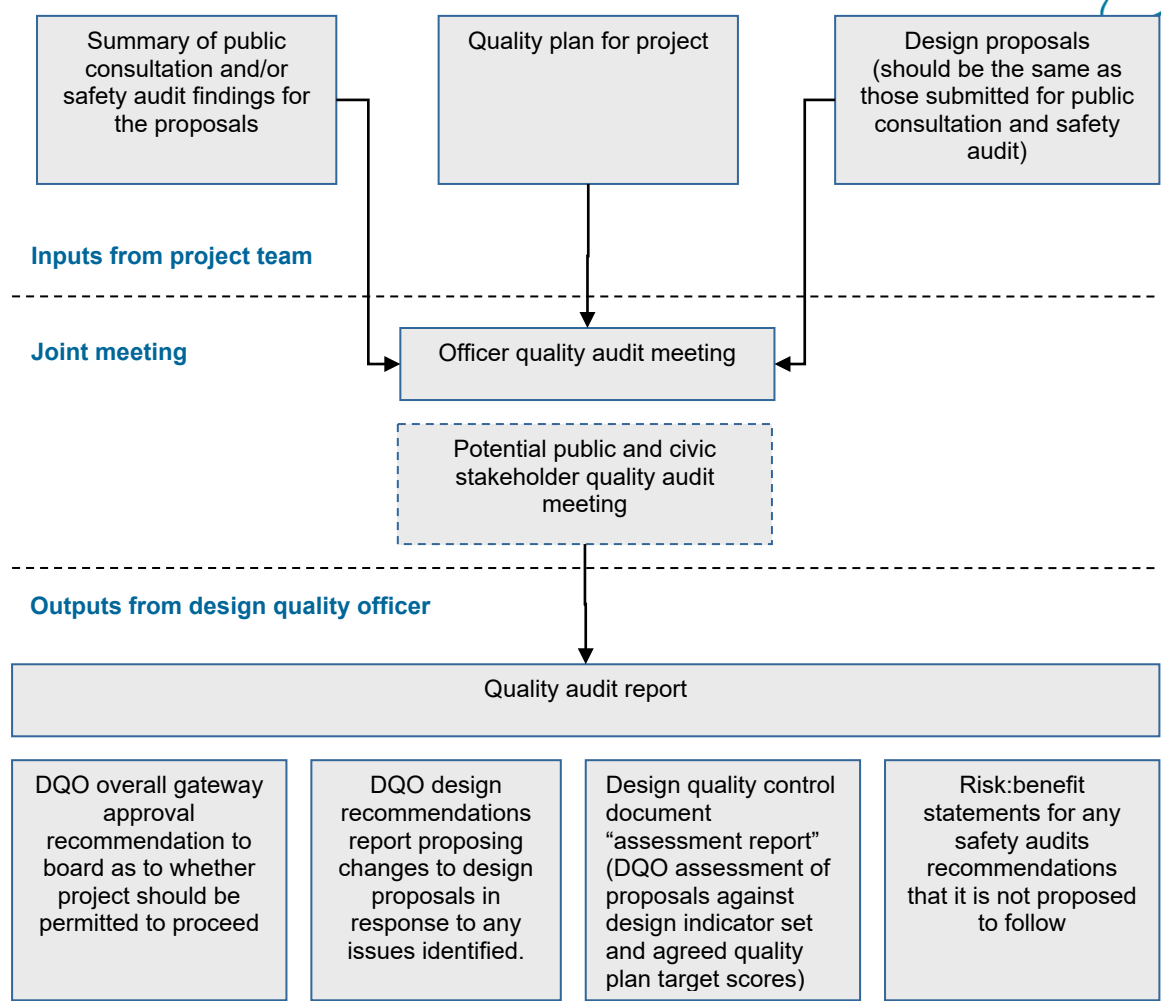 Summary of public
consultation and/or
safety audit findings for
the proposals
Quality plan for project
Design proposals
(should be the same as
those submitted for public
consultation and safety
audit)
Inputs from project team
Joint meeting
Officer quality audit meeting
Potential public and civic
stakeholder quality audit
meeting
Outputs from design quality officer
Quality audit report
DQO overall gateway
approval
recommendation to
board as to whether
project should be
permitted to proceed
DQO design
recommendations
report proposing
changes to design
proposals in
response to any
issues identified.
Design quality control
document
“assessment report”
(DQO assessment of
proposals against
design indicator set
and agreed quality
plan target scores)
Risk:benefit
statements for any
safety audits
recommendations
that it is not proposed
to follow